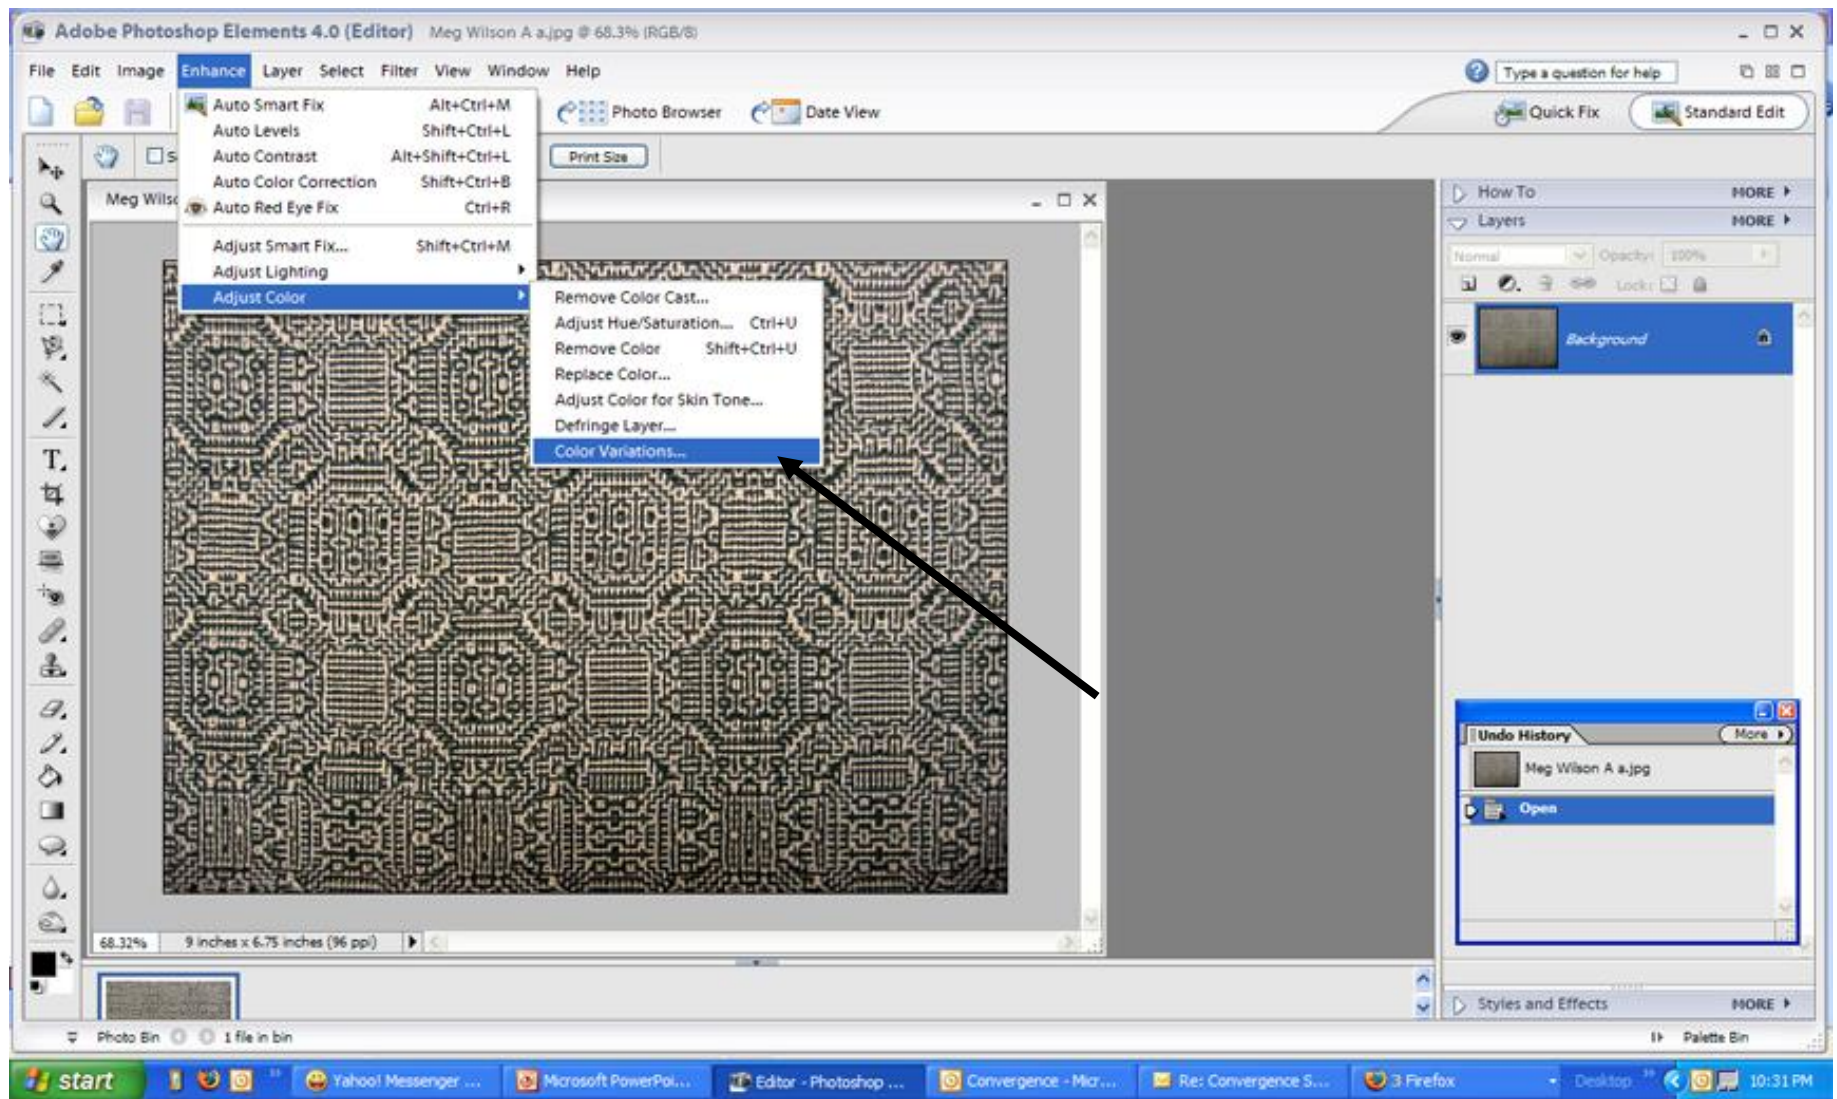 Adobe Photoshop Elements 4.0 (Editor) Meg Wilson A a.jpg @ 68.3% (RGB/8)
File Edit Image Enhance Layer Select Filter View Window Help
Type a question for help
Photo Browser Date View
Quick Fix Standard Edit
Print Size
Auto Smart Fix Alt+Ctrl+M
Auto Levels Shift+Ctrl+L
Auto Contrast Alt+Shift+Ctrl+L
Auto Color Correction Shift+Ctrl+B
Auto Red Eye Fix Ctrl+R
Adjust Smart Fix... Shift+Ctrl+M
Adjust Lighting
Adjust Color
Remove Color Cast...
Adjust Hue/Saturation... Ctrl+U
Remove Color Shift+Ctrl+U
Replace Color...
Adjust Color for Skin Tone...
Defringe Layer...
Color Variations...
Meg Wilso
How To MORE
Layers MORE
Normal Opacity: 100%
Lock:
Background
Undo History More
Meg Wilson A a.jpg
Open
68.32% 9 inches x 6.75 inches (96 ppi)
Styles and Effects MORE
Photo Bin 1 file in bin
Palette Bin
start Yahoo! Messenger ... Microsoft PowerPoi... Editor - Photoshop ... Convergence - Micr... Re: Convergence S... 3 Firefox Desktop 10:31 PM